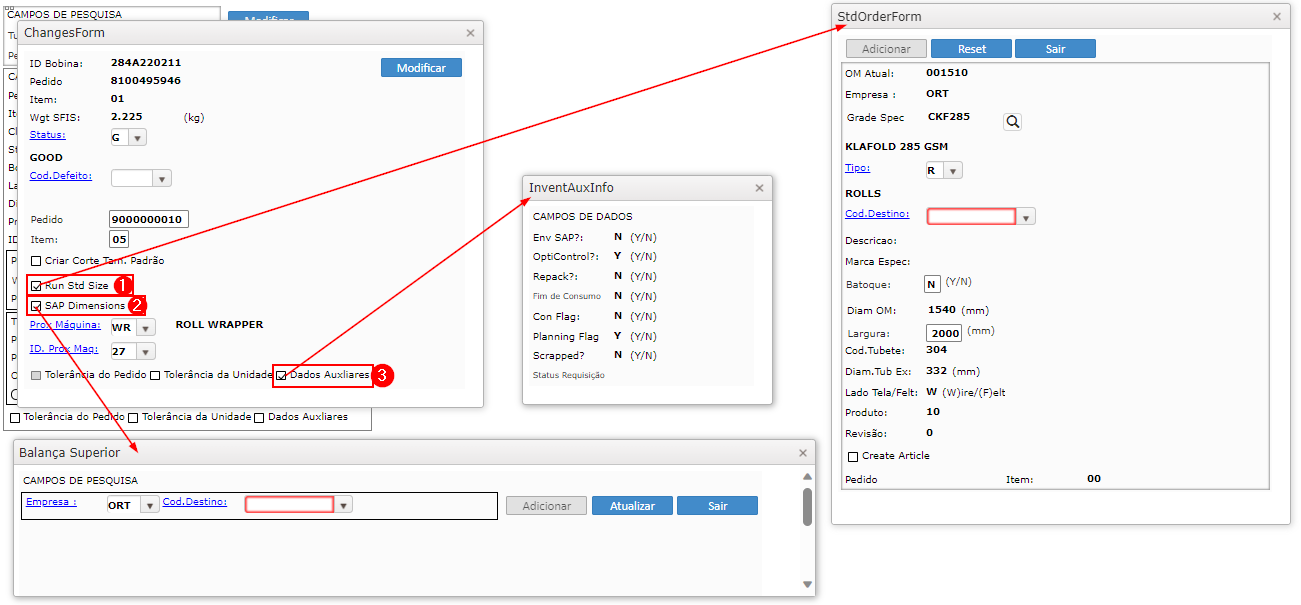 CAMPOS DE PESQUISA
ChangesForm
ID Bobina: 284A220211
Modificar
Pedido 8100495946
Item: 01
Wgt SFIS: 2.225 (kg)
Status: G
GOOD
Cod.Defeito:
Pedido 9000000010
Item: 05
Criar Corte Tam. Padrão
Run Std Size 1
SAP Dimensions 2
Prox Máquina: WR ROLL WRAPPER
ID. Prox Maq: 27
Tolerância do Pedido Tolerância da Unidade Dados Auxliares 3
Tolerância do Pedido Tolerância da Unidade Dados Auxliares
InventAuxInfo
CAMPOS DE DADOS
Env SAP?: N (Y/N)
OptiControl?: Y (Y/N)
Repack?: N (Y/N)
Fim de Consumo N (Y/N)
Con Flag: N (Y/N)
Planning Flag Y (Y/N)
Scrapped? N (Y/N)
Status Requisição
StdOrderForm
Adicionar Reset Sair
OM Atual: 001510
Empresa : ORT
Grade Spec CKF285
KLAFOLD 285 GSM
Tipo: R
ROLLS
Cod.Destino:
Descricao:
Marca Espec:
Batoque: N (Y/N)
Diam OM: 1540 (mm)
Largura: 2000 (mm)
Cod.Tubete: 304
Diam.Tub Ex: 332 (mm)
Lado Tela/Felt: W (W)ire/(F)elt
Produto: 10
Revisão: 0
Create Article
Pedido Item: 00
Balança Superior
CAMPOS DE PESQUISA
Empresa : ORT Cod.Destino: Adicionar Atualizar Sair